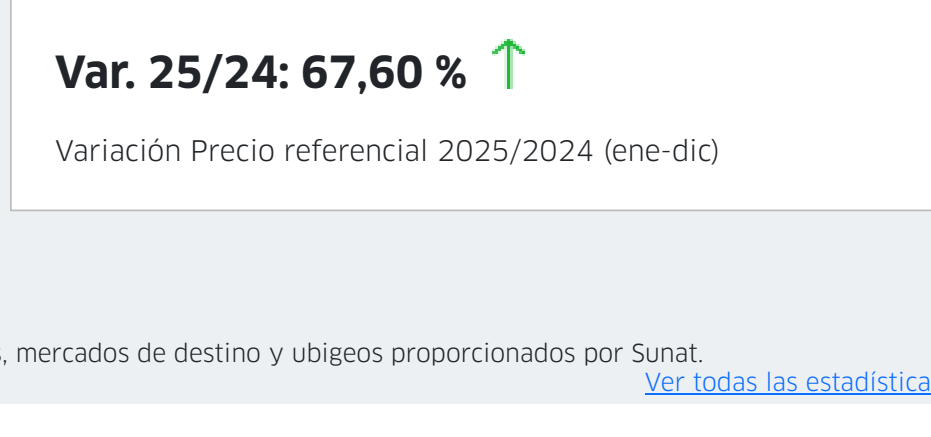 Var. 25/24: 67,60 %
Variación Precio referencial 2025/2024 (ene-dic)
, mercados de destino y ubigeos proporcionados por Sunat.
Ver todas las estadística